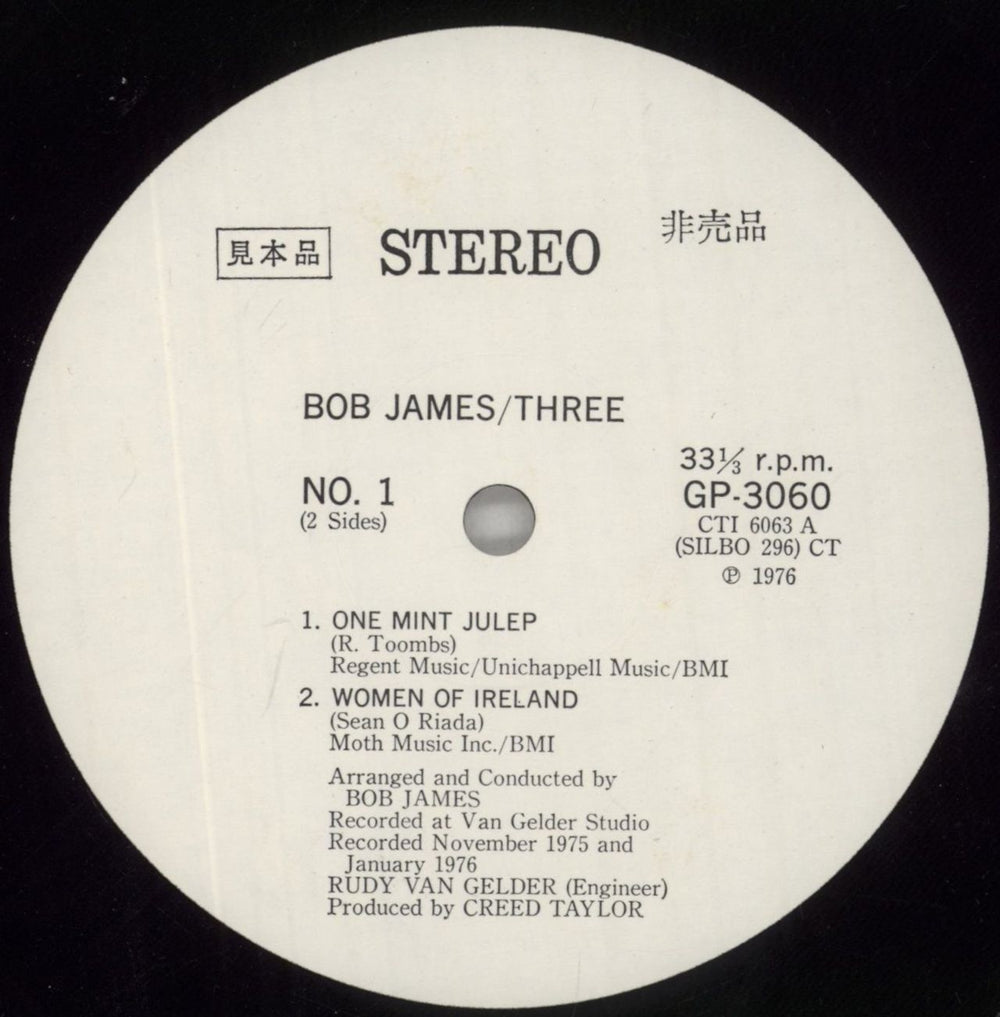 見本品
STEREO
非売品
BOB JAMES/THREE
NO. 1
(2 Sides)
33⅓ r.p.m.
GP-3060
CTI 6063 A
(SILBO 296) CT
℗ 1976
1. ONE MINT JULEP
(R. Toombs)
Regent Music/Unichappell Music/BMI
2. WOMEN OF IRELAND
(Sean O Riada)
Moth Music Inc./BMI
Arranged and Conducted by
BOB JAMES
Recorded at Van Gelder Studio
Recorded November 1975 and
January 1976
RUDY VAN GELDER (Engineer)
Produced by CREED TAYLOR